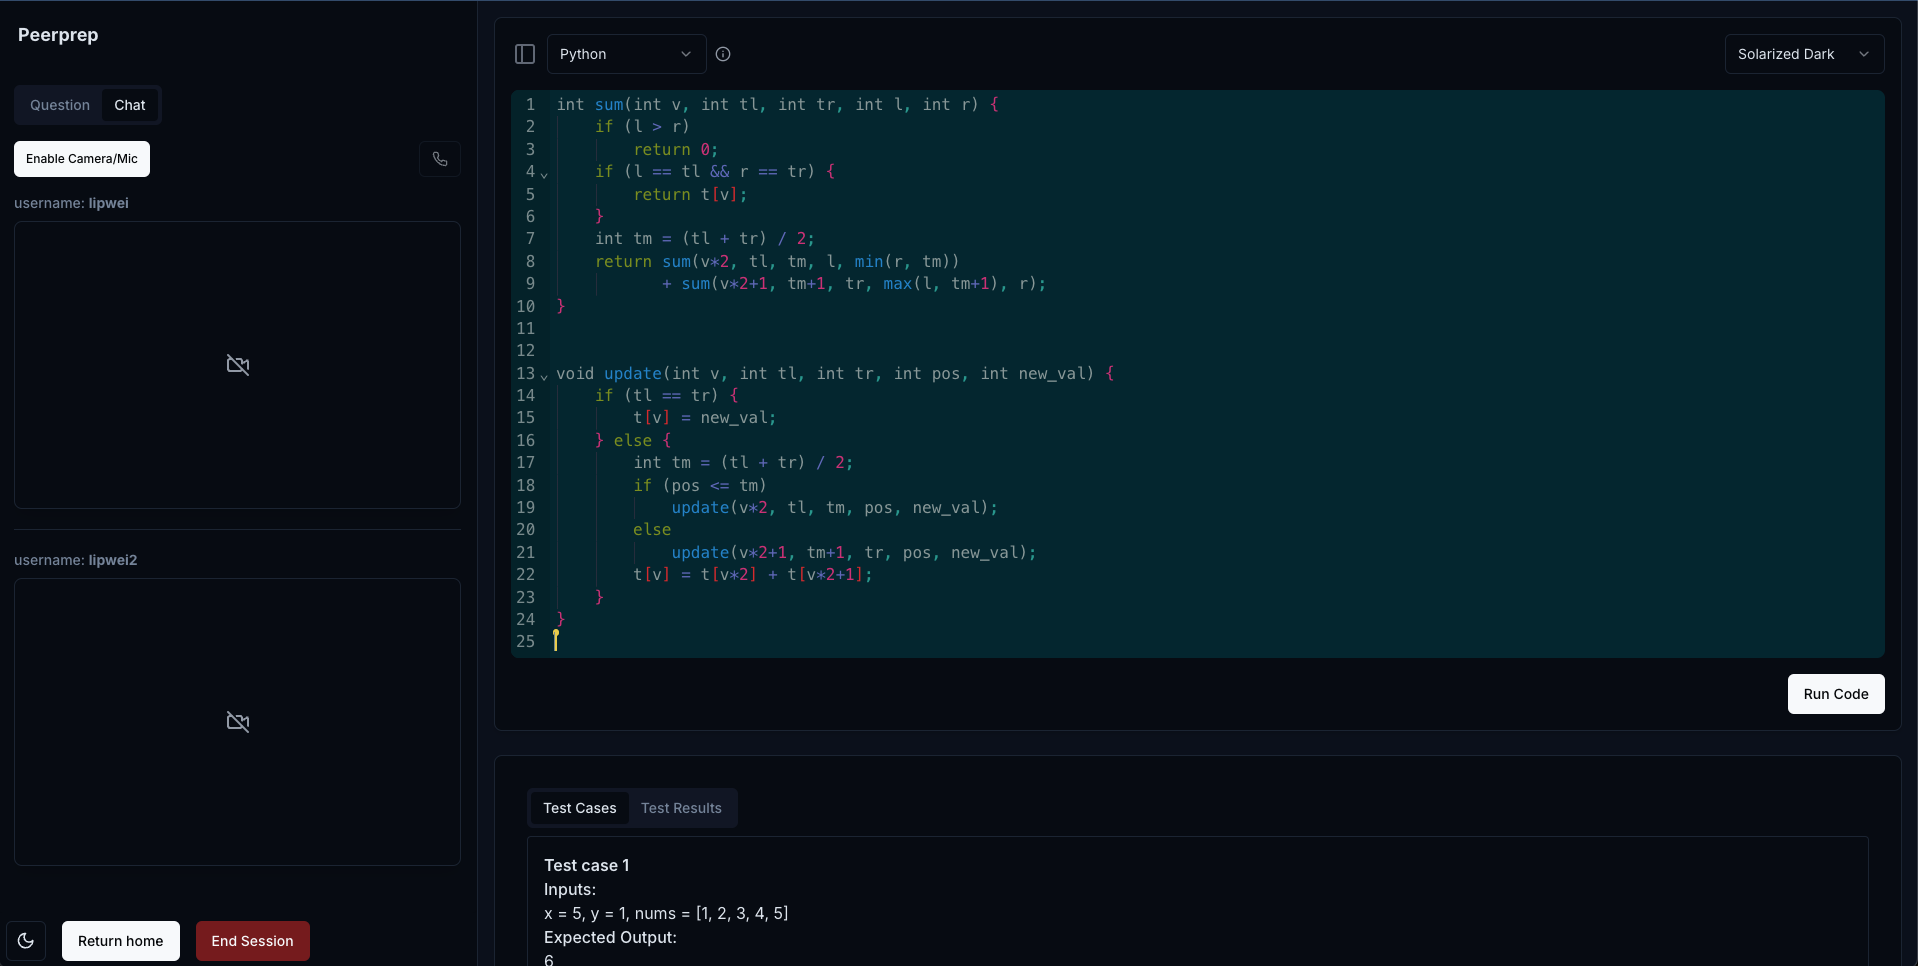 Peerprep
Question Chat
Enable Camera/Mic
username: lipwei
username: lipwei2
Return home End Session
Python
Solarized Dark
1 int sum(int v, int tl, int tr, int l, int r) {
2     if (l > r)
3         return 0;
4     if (l == tl && r == tr) {
5         return t[v];
6     }
7     int tm = (tl + tr) / 2;
8     return sum(v*2, tl, tm, l, min(r, tm))
9            + sum(v*2+1, tm+1, tr, max(l, tm+1), r);
10 }
11
12
13 void update(int v, int tl, int tr, int pos, int new_val) {
14     if (tl == tr) {
15         t[v] = new_val;
16     } else {
17         int tm = (tl + tr) / 2;
18         if (pos <= tm)
19             update(v*2, tl, tm, pos, new_val);
20         else
21             update(v*2+1, tm+1, tr, pos, new_val);
22         t[v] = t[v*2] + t[v*2+1];
23     }
24 }
25
Run Code
Test Cases Test Results
Test case 1
Inputs:
x = 5, y = 1, nums = [1, 2, 3, 4, 5]
Expected Output:
6